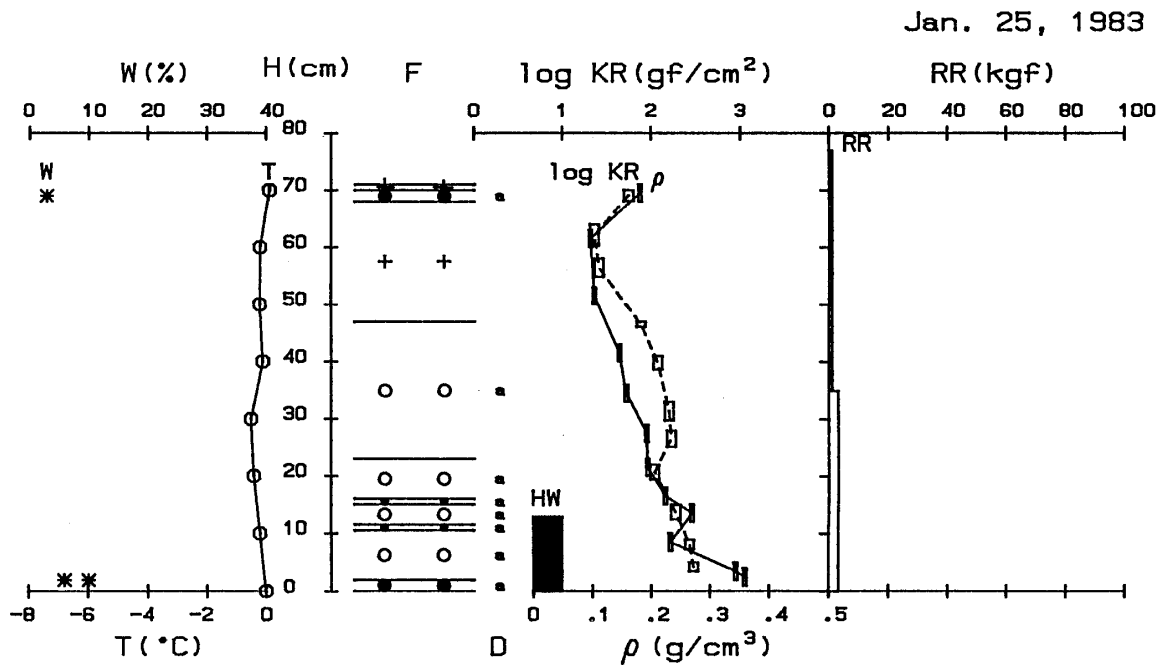 Jan. 25, 1983
W(%) H(cm) F log KR(gf/cm²) RR(kgf)
0 10 20 30 40 0 1 2 3 0 20 40 60 80 100
80
RR
W T log KR ρ
70
a
60
50
40
a
30
20
a
a
HW
a
10
a
a
0
a
-8 -6 -4 -2 0 0 .1 .2 .3 .4 .5
T(°C) D ρ (g/cm³)